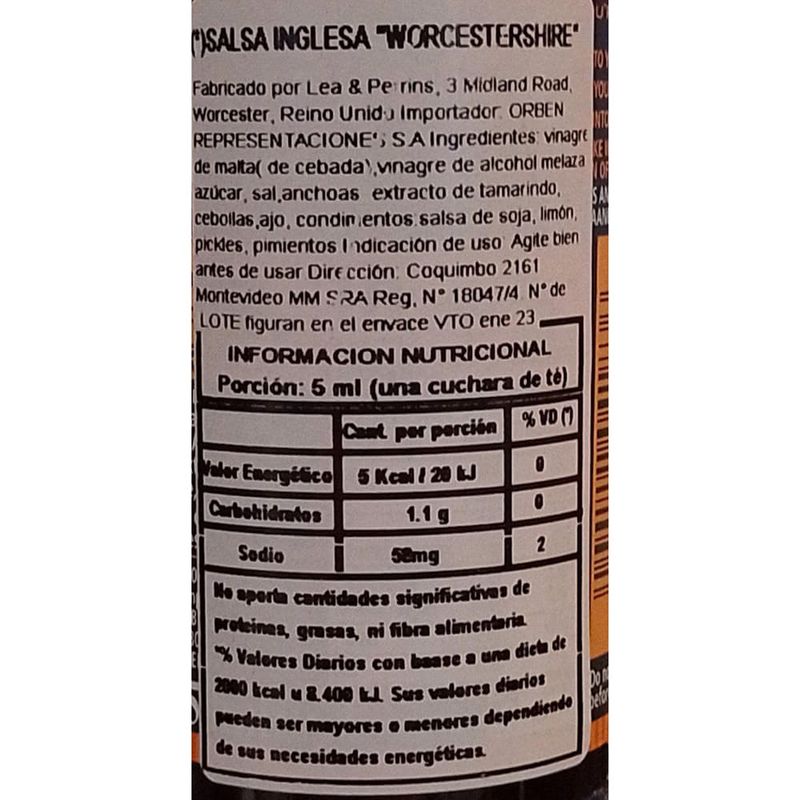 (*)SALSA INGLESA "WORCESTERSHIRE"
Fabricado por Lea & Perrins, 3 Midland Road,
Worcester, Reino Unido Importador: ORBEN
REPRESENTACIONES S A Ingredientes: vinagre
de malta( de cebada),vinagre de alcohol melaza
azúcar, sal,anchoas extracto de tamarindo,
cebollas,ajo, condimentos:salsa de soja, limón,
pickles, pimientos Indicación de uso: Agite bien
antes de usar Dirección: Coquimbo 2161
Montevideo MM SRA Reg, N° 18047/4 N° de
LOTE figuran en el envace VTO ene 23
INFORMACION NUTRICIONAL
Porción: 5 ml (una cuchara de té)
Cant. por porción % VD (*)
Valor Energético 5 Kcal / 20 kJ 0
Carbohidratos 1.1 g 0
Sodio 58mg 2
No aporta cantidades significativas de
proteinas, grasas, ni fibra alimentaria.
*% Valores Diarios con baase a una dieta de
2000 kcal u 8.400 kJ. Sus valores diarios
pueden ser mayores o menores dependiendo
de sus necesidades energéticas.